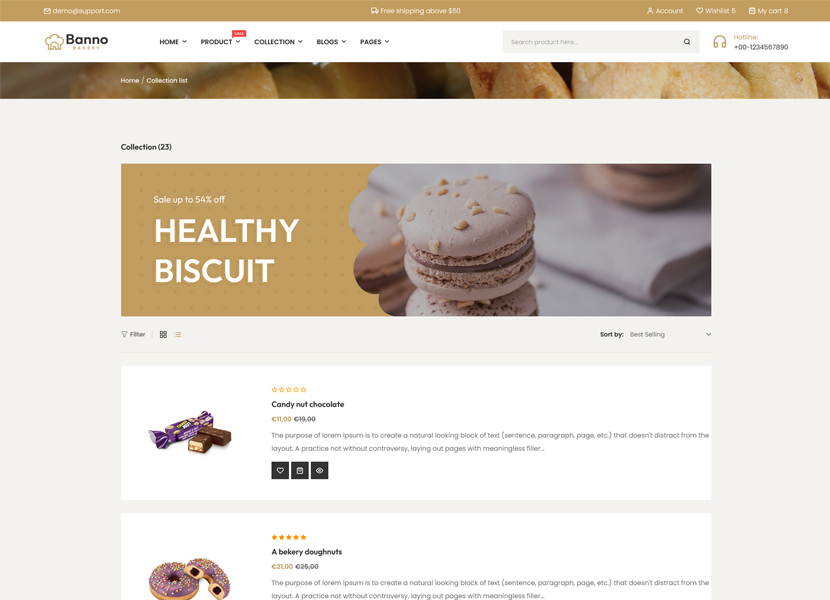 demo@support.com
Free shipping above $50
Account
Wishlist 5
My cart 8
Banno
BAKERY
HOME
PRODUCT
SALE
COLLECTION
BLOGS
PAGES
Search product here...
Hotline:
+00-1234567890
Home / Collection list
Collection (23)
Sale up to 54% off
HEALTHY
BISCUIT
Filter
Sort by: Best Selling
Candy nut chocolate
€11,00 €19,00
The purpose of lorem ipsum is to create a natural looking block of text (sentence, paragraph, page, etc.) that doesn't distract from the
layout. A practice not without controversy, laying out pages with meaningless filler...
A bekery doughnuts
€21,00 €25,00
The purpose of lorem ipsum is to create a natural looking block of text (sentence, paragraph, page, etc.) that doesn't distract from the
layout. A practice not without controversy, laying out pages with meaningless filler...